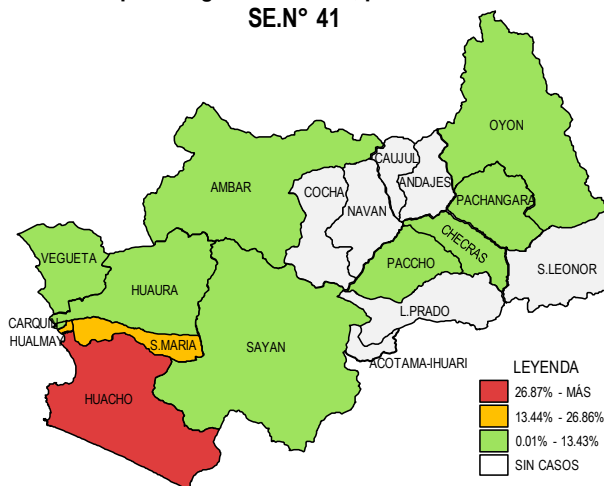 SE.N° 41
OYON
CAUJUL
ANDAJES
AMBAR
COCHA
NAVAN
PACHANGARA
CHECRAS
VEGUETA
PACCHO
S.LEONOR
HUAURA
L.PRADO
CARQUIN
HUALMAY
S.MARIA
SAYAN
ACOTAMA-IHUARI
HUACHO
LEYENDA
26.87% - MÁS
13.44% - 26.86%
0.01% - 13.43%
SIN CASOS